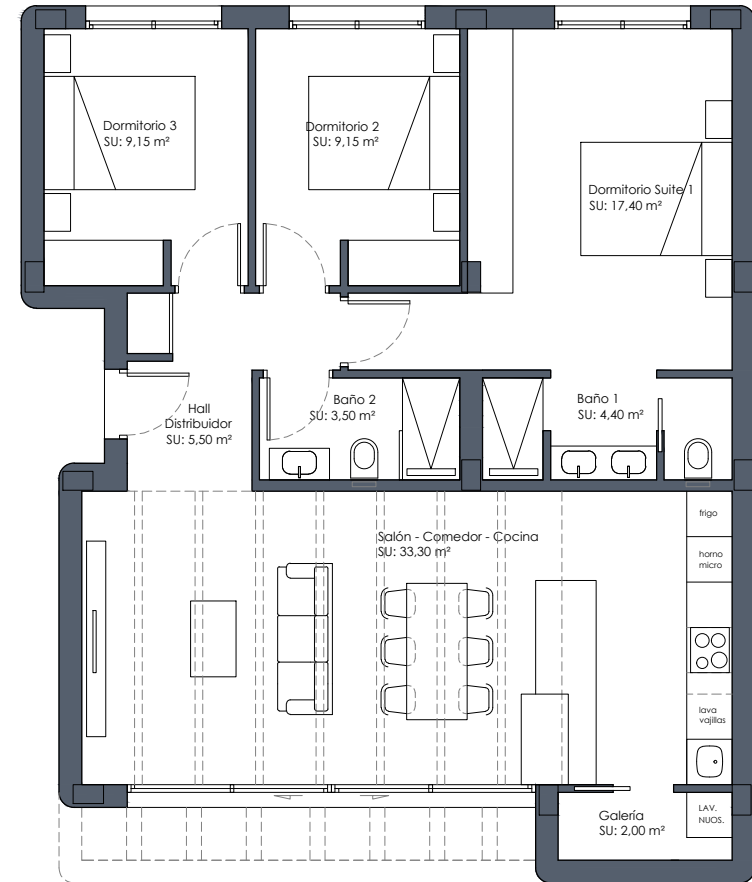 Dormitorio 3
SU: 9,15 m²
Dormitorio 2
SU: 9,15 m²
Dormitorio Suite 1
SU: 17,40 m²
Hall
Distribuidor
SU: 5,50 m²
Baño 2
SU: 3,50 m²
Baño 1
SU: 4,40 m²
Salón - Comedor - Cocina
SU: 33,30 m²
frigo
horno
micro
lava
vajillas
Galería
SU: 2,00 m²
LAV.
NUOS.